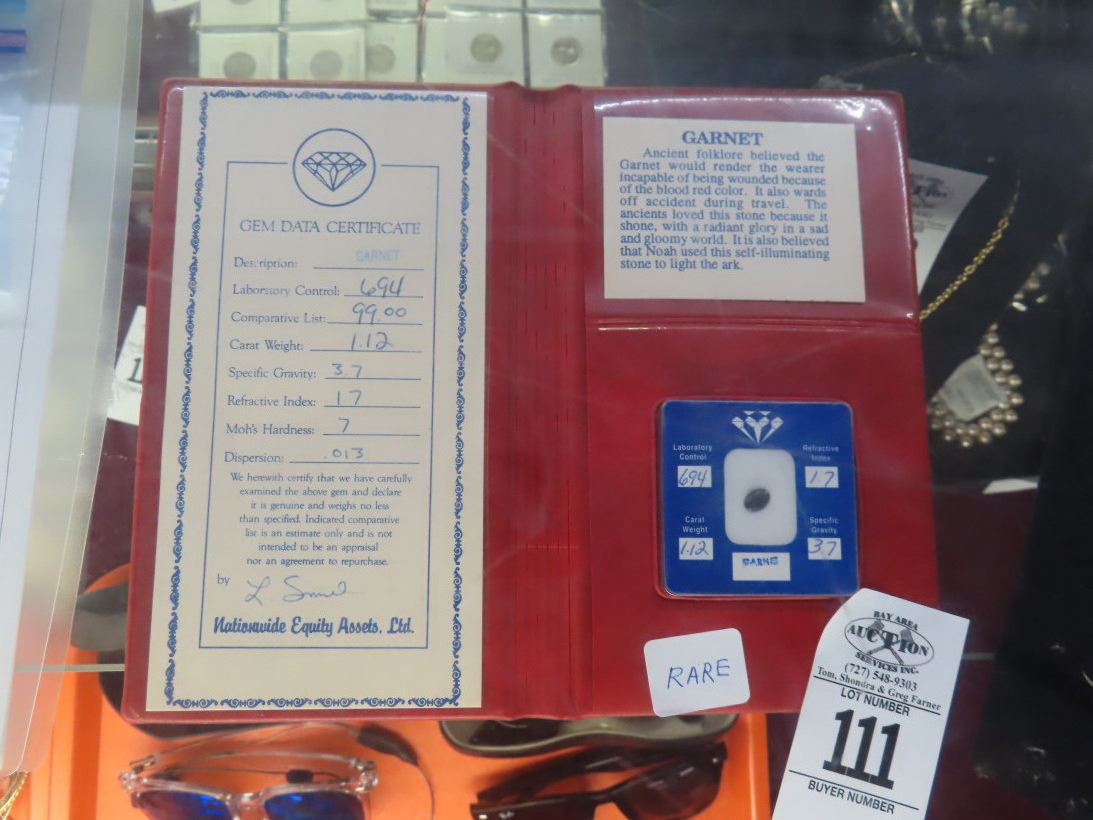 GEM DATA CERTIFICATE
Description: GARNET
Laboratory Control: 694
Comparative List: 99.00
Carat Weight: 1.12
Specific Gravity: 3.7
Refractive Index: 1.7
Moh's Hardness: 7
Dispersion: .013
We herewith certify that we have carefully
examined the above gem and declare
it is genuine and weighs no less
than specified. Indicated comparative
list is an estimate only and is not
intended to be an appraisal
nor an agreement to repurchase.
by
Nationwide Equity Assets, Ltd.
GARNET
Ancient folklore believed the
Garnet would render the wearer
incapable of being wounded because
of the blood red color. It also wards
off accident during travel. The
ancients loved this stone because it
shone, with a radiant glory in a sad
and gloomy world. It is also believed
that Noah used this self-illuminating
stone to light the ark.
Laboratory
Control
694
Refractive
Index
1.7
Carat
Weight
1.12
Specific
Gravity
3.7
GARNE
RARE
BAY AREA
AUCTION
SERVICES INC.
(727) 548-9303
Tom, Shondra & Greg Farner
LOT NUMBER
111
BUYER NUMBER